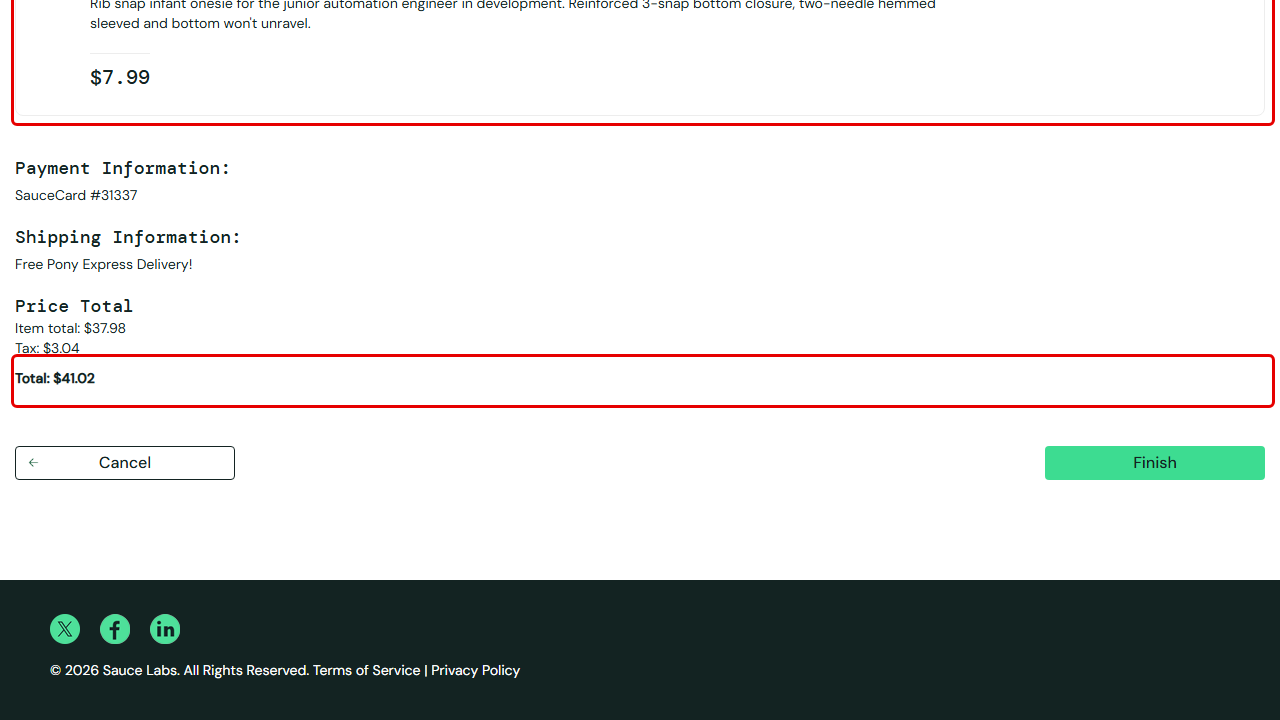 Rib snap infant onesie for the junior automation engineer in development. Reinforced 3-snap bottom closure, two-needle hemmed
sleeved and bottom won't unravel.
$7.99
Payment Information:
SauceCard #31337
Shipping Information:
Free Pony Express Delivery!
Price Total
Item total: $37.98
Tax: $3.04
Total: $41.02
Cancel
Finish
© 2026 Sauce Labs. All Rights Reserved. Terms of Service | Privacy Policy